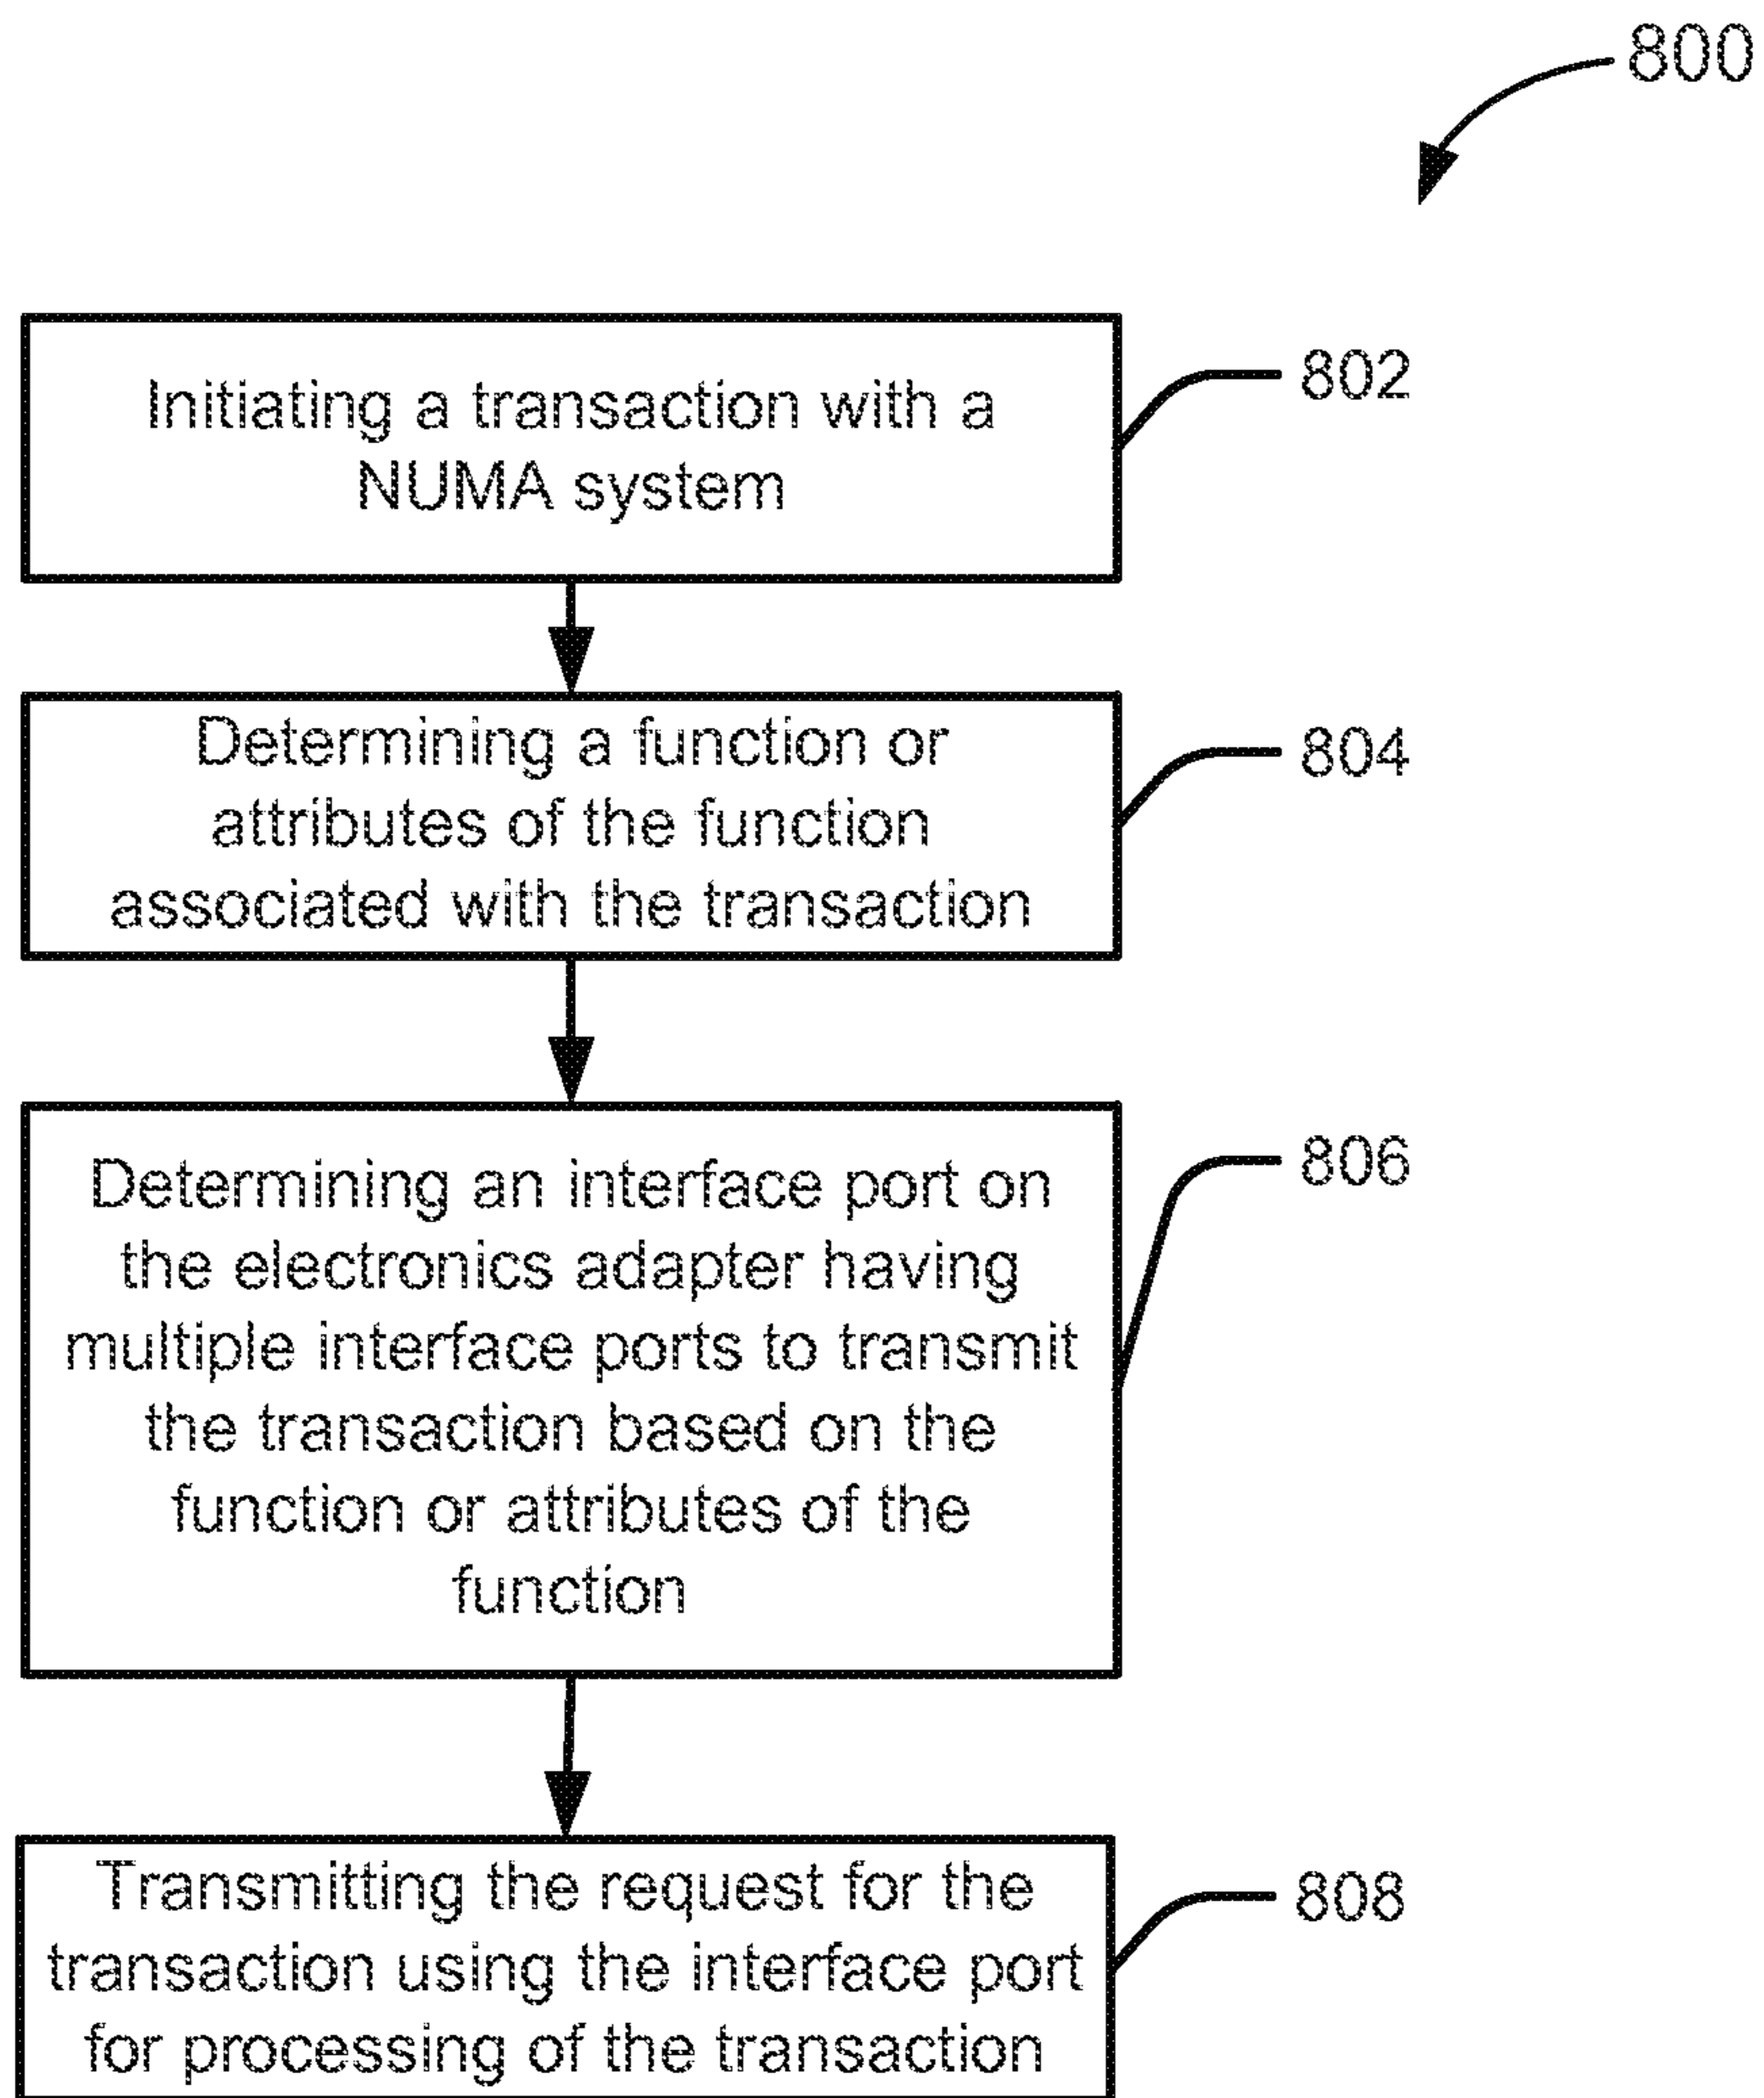 800
Initiating a transaction with a
NUMA system
802
Determining a function or
attributes of the function
associated with the transaction
804
Determining an interface port on
the electronics adapter having
multiple interface ports to transmit
the transaction based on the
function or attributes of the
function
806
Transmitting the request for the
transaction using the interface port
for processing of the transaction
808